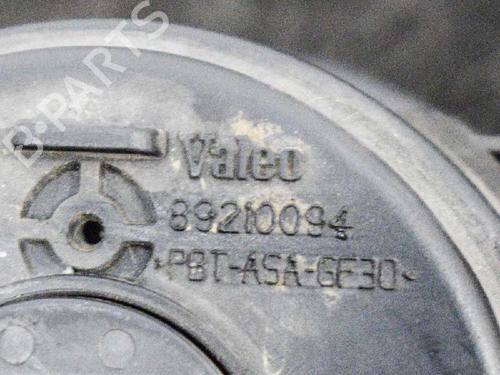 B-PARTS
Valeo
89210094
>PBT-ASA-GF30<